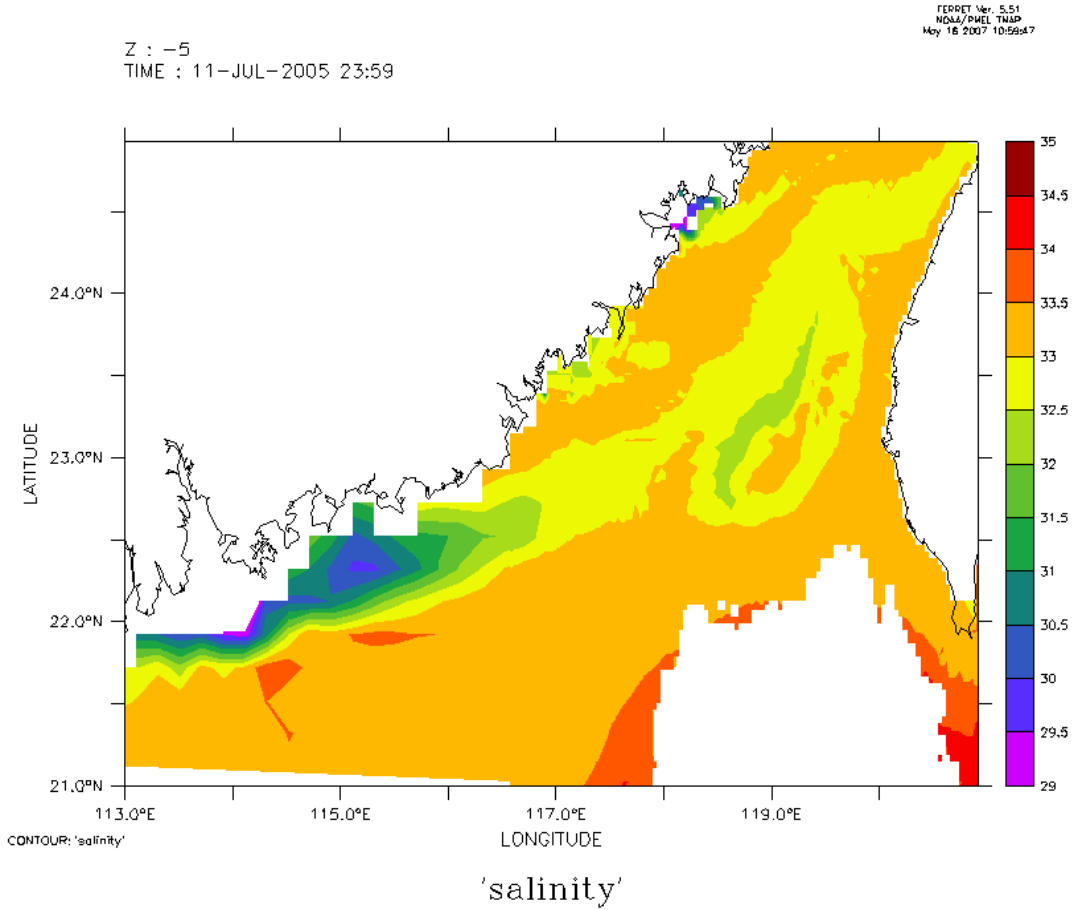 FERRET Ver. 5.51
NOAA/PMEL TMAP
May 16 2007 10:59:47
Z : -5
TIME : 11-JUL-2005 23:59
35
34.5
34
33.5
33
32.5
32
31.5
31
30.5
30
29.5
29
24.0°N
23.0°N
22.0°N
21.0°N
LATITUDE
113.0°E
115.0°E
117.0°E
119.0°E
LONGITUDE
CONTOUR: 'salinity'
'salinity'